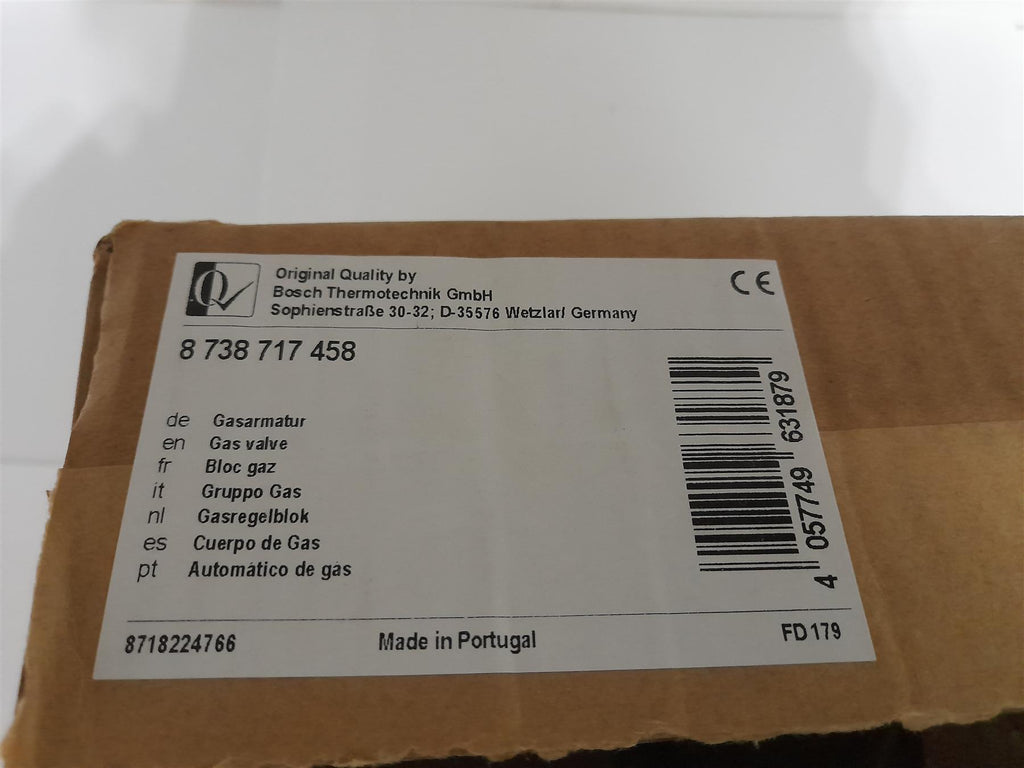 Q
Original Quality by
Bosch Thermotechnik GmbH
Sophienstraße 30-32; D-35576 Wetzlar/ Germany
CE
8 738 717 458
de Gasarmatur
en Gas valve
fr Bloc gaz
it Gruppo Gas
nl Gasregelblok
es Cuerpo de Gas
pt Automático de gas
4 057749 631879
8718224766 Made in Portugal FD179